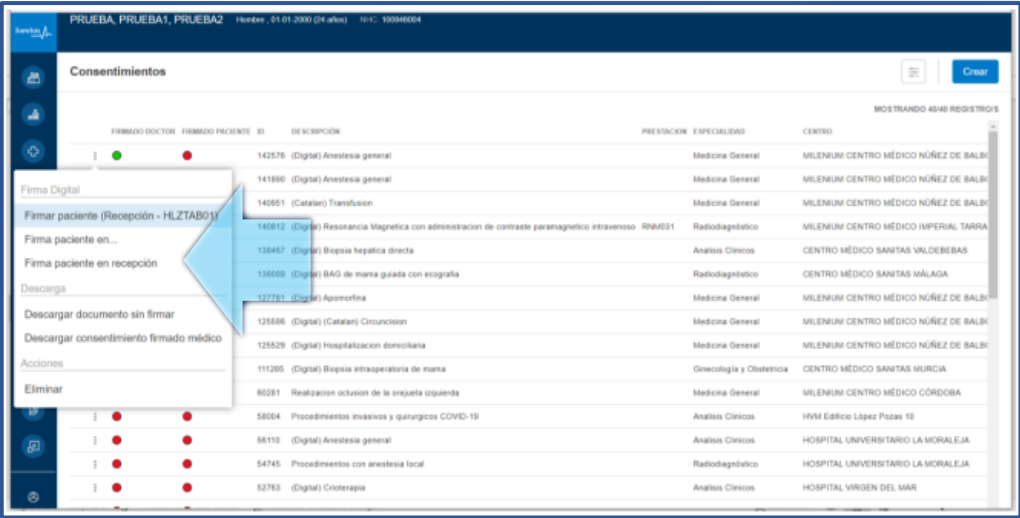 PRUEBA, PRUEBA1, PRUEBA2 Hombre , 01-01-2000 (24 años) NHC: 100846004
Sanitas
Consentimientos
Crear
MOSTRANDO 40/40 REGISTRO/S
FIRMADO DOCTOR FIRMADO PACIENTE ID DESCRIPCIÓN PRESTACION ESPECIALIDAD CENTRO
142576 (Digital) Anestesia general Medicina General MILENIUM CENTRO MÉDICO NÚÑEZ DE BALBO
141890 (Digital) Anestesia general Medicina General MILENIUM CENTRO MÉDICO NÚÑEZ DE BALBO
Firma Digital
140951 (Catalan) Transfusion Medicina General MILENIUM CENTRO MÉDICO NÚÑEZ DE BALBO
Firmar paciente (Recepción - HLZTAB01)
140612 (Digital) Resonancia Magnetica con administracion de contraste paramagnetico intravenoso RNM031 Radiodiagnóstico MILENIUM CENTRO MÉDICO IMPERIAL TARRA
Firma paciente en...
138467 (Digital) Biopsia hepatica directa Analisis Clinicos CENTRO MÉDICO SANITAS VALDEBEBAS
Firma paciente en recepción
138089 (Digital) BAG de mama guiada con ecografia Radiodiagnóstico CENTRO MÉDICO SANITAS MÁLAGA
Descarga
127781 (Digital) Apomorfina Medicina General MILENIUM CENTRO MÉDICO NÚÑEZ DE BALBO
Descargar documento sin firmar
125586 (Digital) (Catalan) Circuncision Medicina General MILENIUM CENTRO MÉDICO NÚÑEZ DE BALBO
Descargar consentimiento firmado médico
125529 (Digital) Hospitalizacion domiciliaria Medicina General MILENIUM CENTRO MÉDICO NÚÑEZ DE BALBO
Acciones
111285 (Digital) Biopsia intraoperatoria de mama Ginecología y Obstetricia CENTRO MÉDICO SANITAS MURCIA
Eliminar
60281 Realizacion oclusion de la orejuela izquierda Medicina General MILENIUM CENTRO MÉDICO CÓRDOBA
58004 Procedimientos invasivos y quirurgicos COVID-19 Analisis Clinicos HVM Edificio López Pozas 10
56110 (Digital) Anestesia general Analisis Clinicos HOSPITAL UNIVERSITARIO LA MORALEJA
54745 Procedimientos con anestesia local Radiodiagnóstico HOSPITAL UNIVERSITARIO LA MORALEJA
52763 (Digital) Crioterapia Analisis Clinicos HOSPITAL VIRGEN DEL MAR